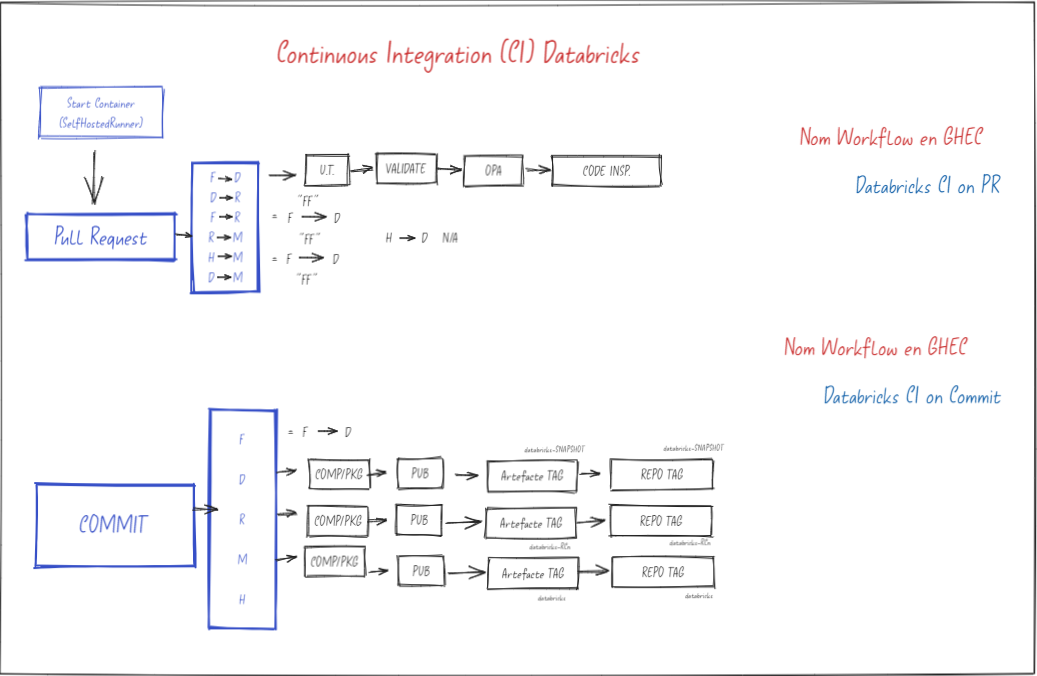 Continuous Integration (CI) Databricks
Start Container
(SelfHostedRunner)
Nom Workflow en GHEC
Databricks CI on PR
Pull Request
F → D
D → R
F → R
R → M
H → M
D → M
U.T.
VALIDATE
OPA
CODE INSP.
"FF"
= F → D
"FF"
H → D N/A
= F → D
"FF"
Nom Workflow en GHEC
Databricks CI on Commit
COMMIT
F
D
R
M
H
= F → D
databricks-SNAPSHOT
databricks-SNAPSHOT
COMP/PKG
PUB
Artefacte TAG
REPO TAG
COMP/PKG
PUB
Artefacte TAG
REPO TAG
databricks-RCn
databricks-RCn
COMP/PKG
PUB
Artefacte TAG
REPO TAG
databricks
databricks